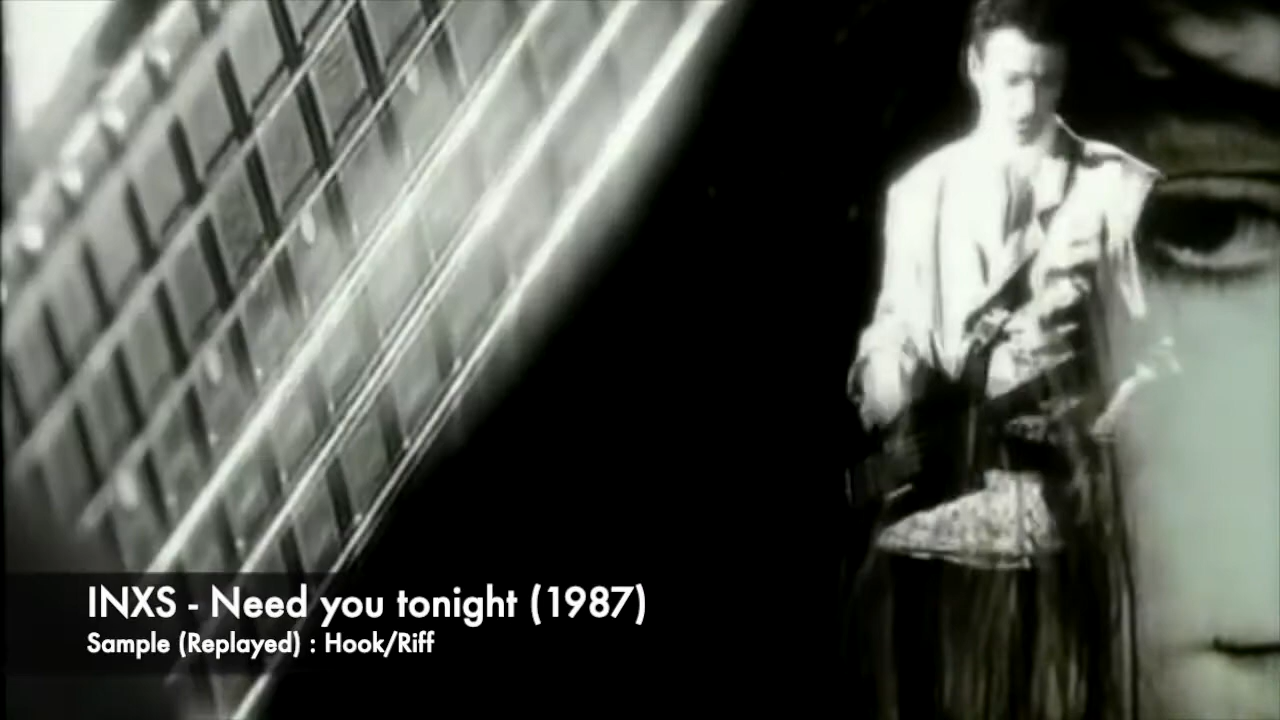 INXS - Need you tonight (1987)
Sample (Replayed) : Hook/Riff